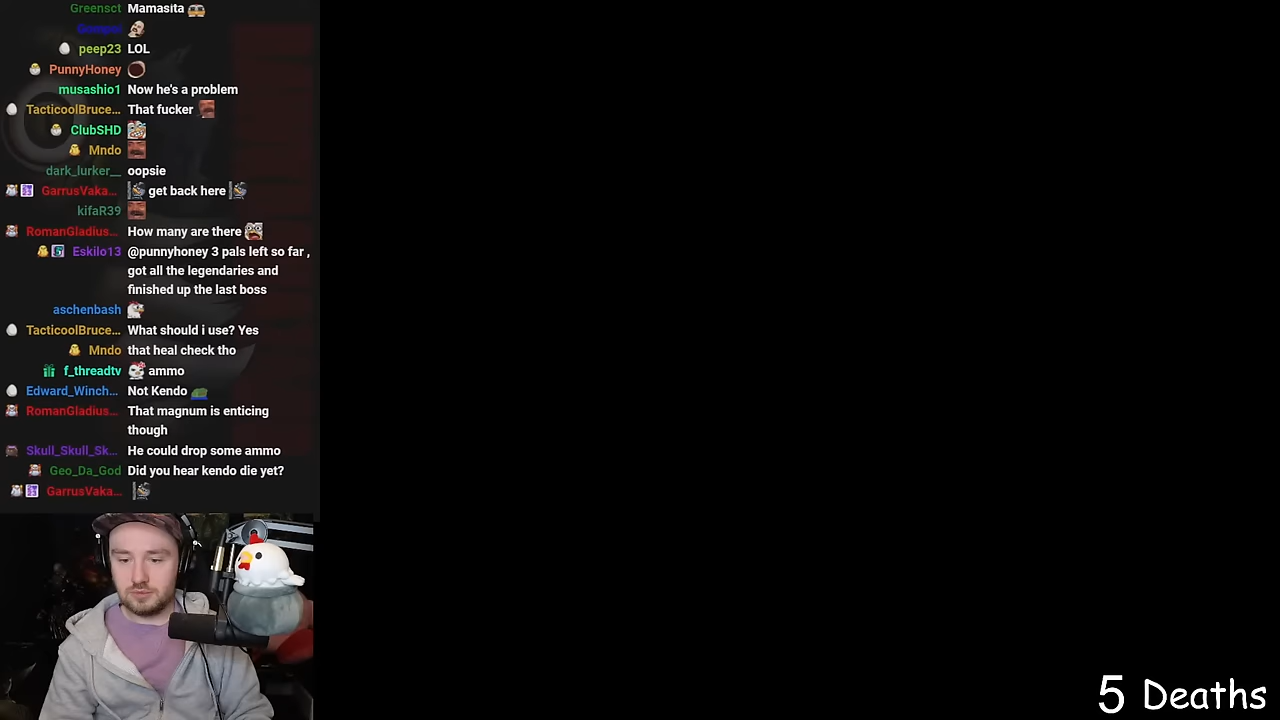 Greensct Mamasita
peep23 LOL
PunnyHoney
musashio1 Now he's a problem
TacticoolBruce… That fucker
ClubSHD
Mndo
dark_lurker__ oopsie
GarrusVaka… get back here
kifaR39
RomanGladius… How many are there
Eskilo13 @punnyhoney 3 pals left so far ,
got all the legendaries and
finished up the last boss
aschenbash
TacticoolBruce… What should i use? Yes
Mndo that heal check tho
f_threadtv ammo
Edward_Winch… Not Kendo
RomanGladius… That magnum is enticing
though
Skull_Skull_Sk… He could drop some ammo
Geo_Da_God Did you hear kendo die yet?
GarrusVaka…
5 Deaths